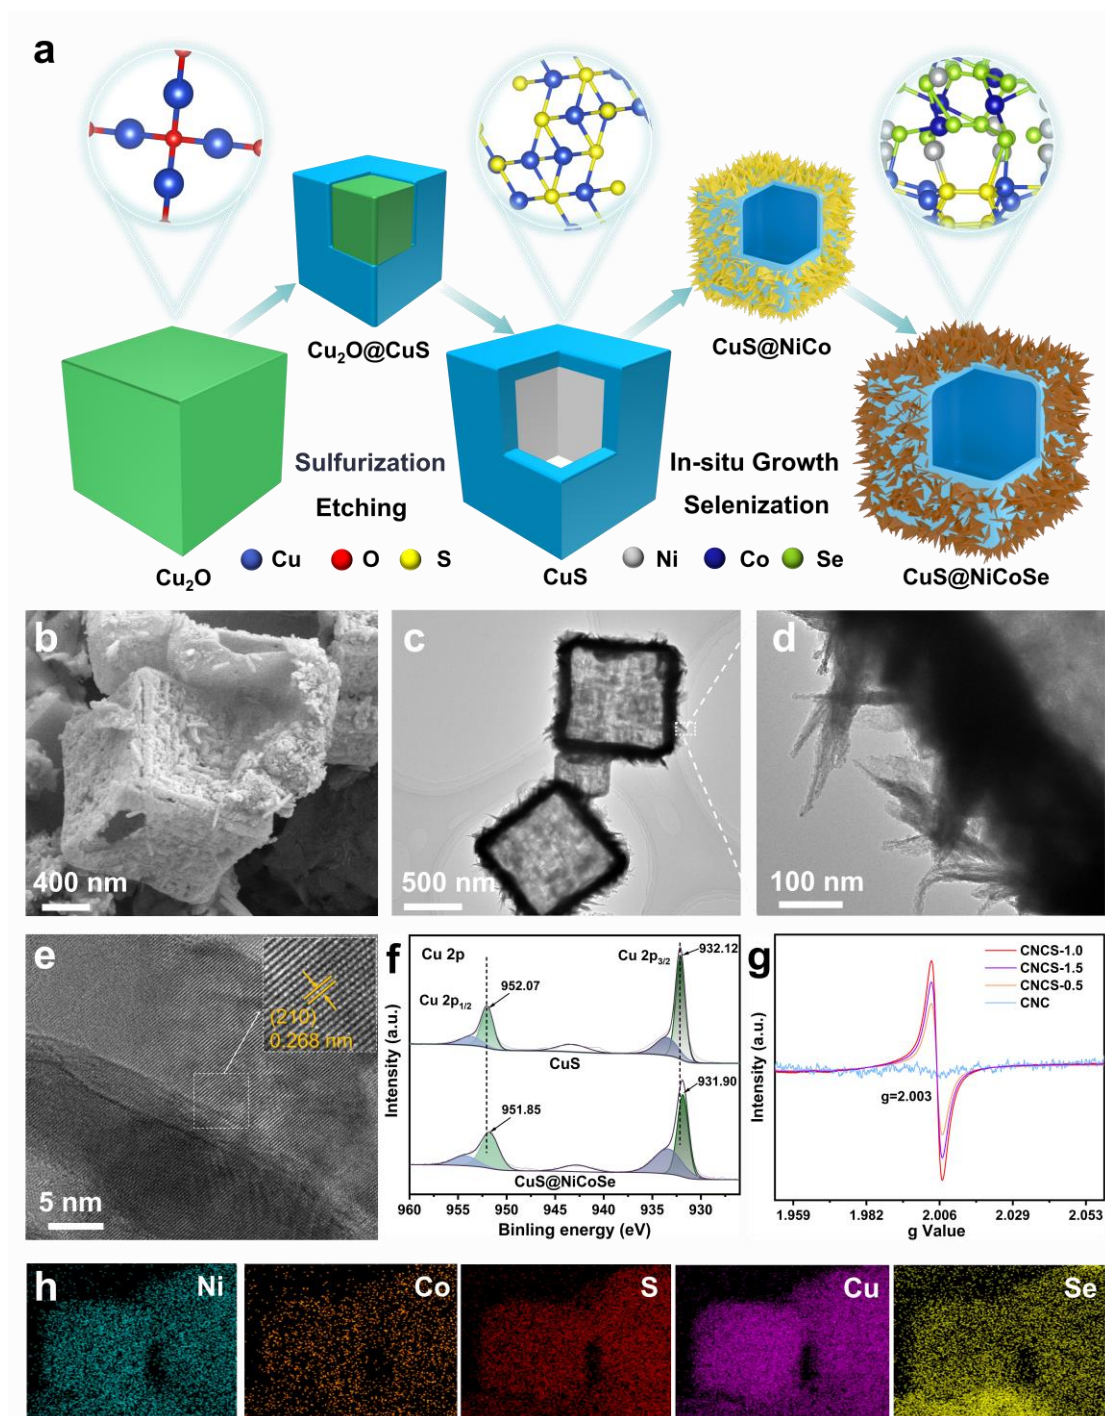 a
Cu₂O@CuS
CuS@NiCo
Sulfurization
Etching
In-situ Growth
Selenization
Cu₂O
Cu
O
S
CuS
Ni
Co
Se
CuS@NiCoSe
b
400 nm
c
500 nm
d
100 nm
e
(210)
0.268 nm
5 nm
f
Cu 2p
Cu 2p₃/₂
932.12
Cu 2p₁/₂
952.07
CuS
931.90
951.85
CuS@NiCoSe
Intensity (a.u.)
960 955 950 945 940 935 930
Binling energy (eV)
g
CNCS-1.0
CNCS-1.5
CNCS-0.5
CNC
g=2.003
Intensity (a.u.)
1.959 1.982 2.006 2.029 2.053
g Value
h
Ni
Co
S
Cu
Se